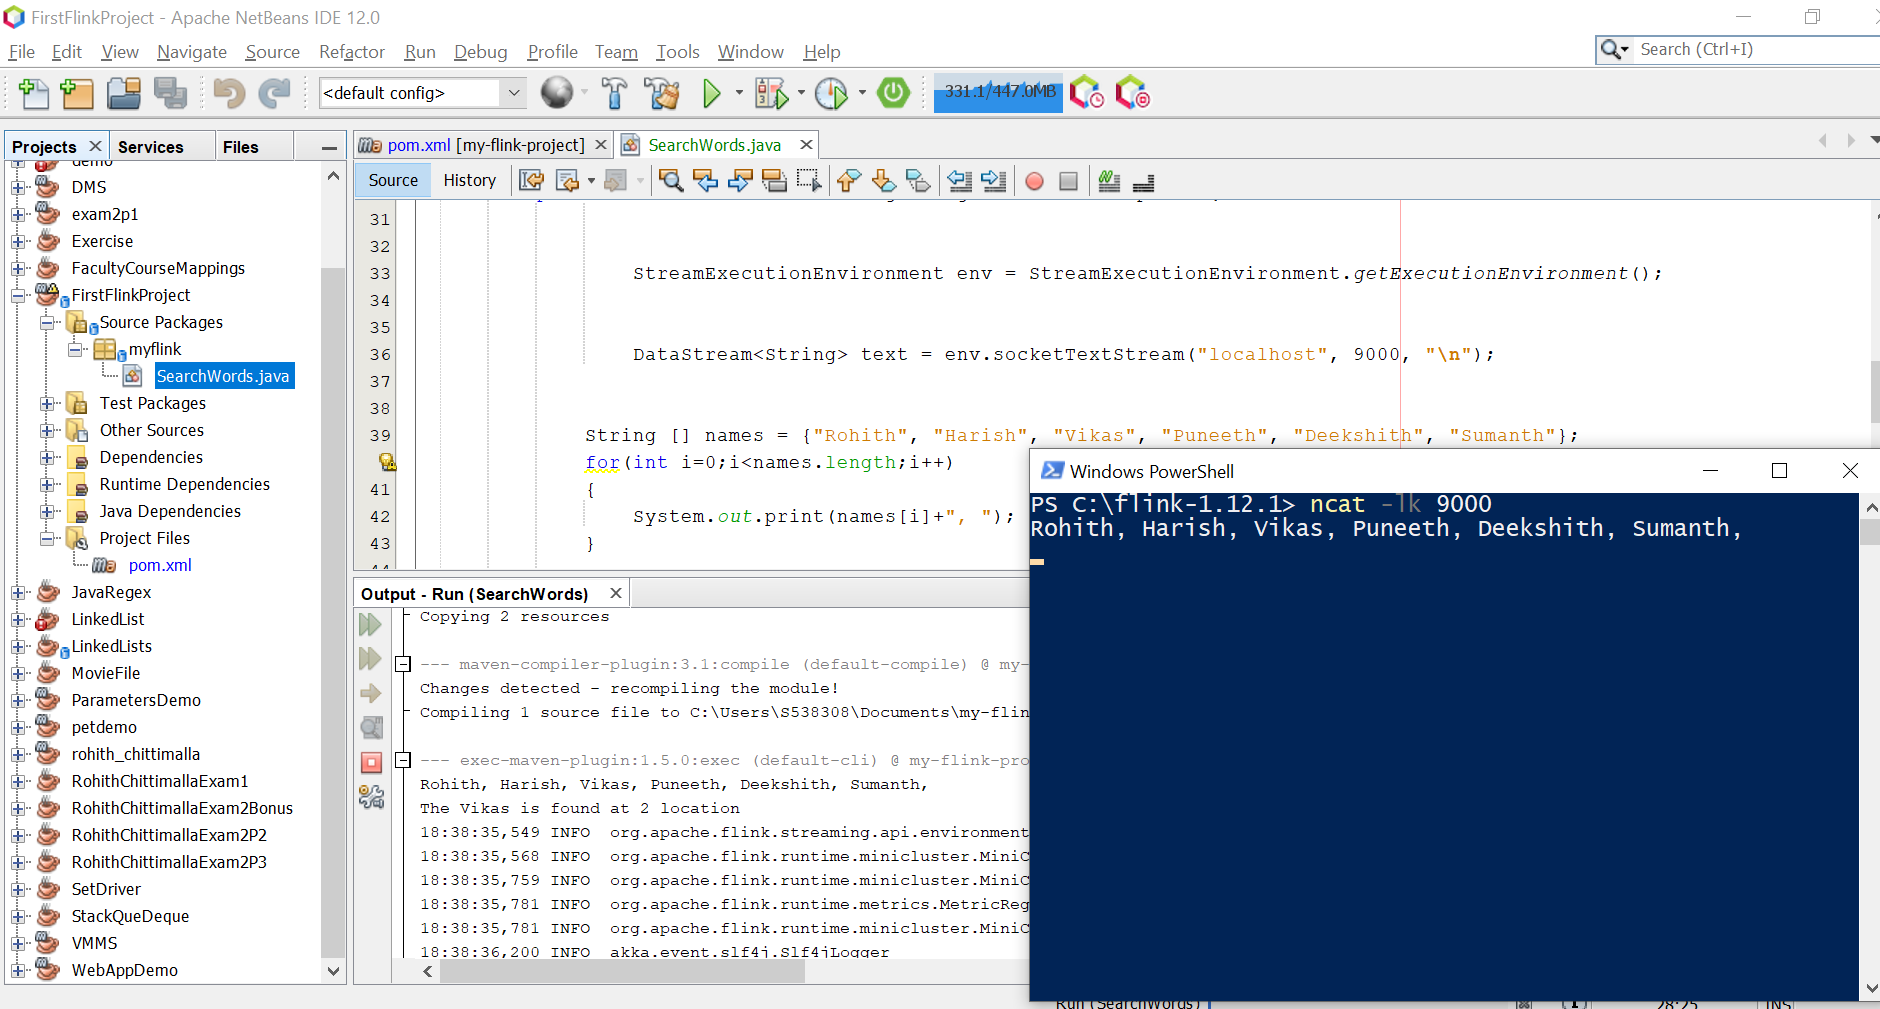 FirstFlinkProject - Apache NetBeans IDE 12.0
File Edit View Navigate Source Refactor Run Debug Profile Team Tools Window Help
Search (Ctrl+I)
<default config>
331.1/447.0MB
Projects
Services
Files
demo
DMS
exam2p1
Exercise
FacultyCourseMappings
FirstFlinkProject
Source Packages
myflink
SearchWords.java
Test Packages
Other Sources
Dependencies
Runtime Dependencies
Java Dependencies
Project Files
pom.xml
JavaRegex
LinkedList
LinkedLists
MovieFile
ParametersDemo
petdemo
rohith_chittimalla
RohithChittimallaExam1
RohithChittimallaExam2Bonus
RohithChittimallaExam2P2
RohithChittimallaExam2P3
SetDriver
StackQueDeque
VMMS
WebAppDemo
pom.xml [my-flink-project]
SearchWords.java
Source
History
31
32
33 StreamExecutionEnvironment env = StreamExecutionEnvironment.getExecutionEnvironment();
34
35
36 DataStream<String> text = env.socketTextStream("localhost", 9000, "\n");
37
38
39 String [] names = {"Rohith", "Harish", "Vikas", "Puneeth", "Deekshith", "Sumanth"};
for(int i=0;i<names.length;i++)
41 {
42 System.out.print(names[i]+", ");
43 }
44
Output - Run (SearchWords)
Copying 2 resources
--- maven-compiler-plugin:3.1:compile (default-compile) @ my-
Changes detected - recompiling the module!
Compiling 1 source file to C:\Users\S538308\Documents\my-flin
--- exec-maven-plugin:1.5.0:exec (default-cli) @ my-flink-pro
Rohith, Harish, Vikas, Puneeth, Deekshith, Sumanth,
The Vikas is found at 2 location
18:38:35,549 INFO org.apache.flink.streaming.api.environment
18:38:35,568 INFO org.apache.flink.runtime.minicluster.MiniC
18:38:35,759 INFO org.apache.flink.runtime.minicluster.MiniC
18:38:35,781 INFO org.apache.flink.runtime.metrics.MetricReg
18:38:35,781 INFO org.apache.flink.runtime.minicluster.MiniC
18:38:36,200 INFO akka.event.slf4j.Slf4jLogger
Windows PowerShell
PS C:\flink-1.12.1> ncat -lk 9000
Rohith, Harish, Vikas, Puneeth, Deekshith, Sumanth,
Run (SearchWords)
28:25
INS